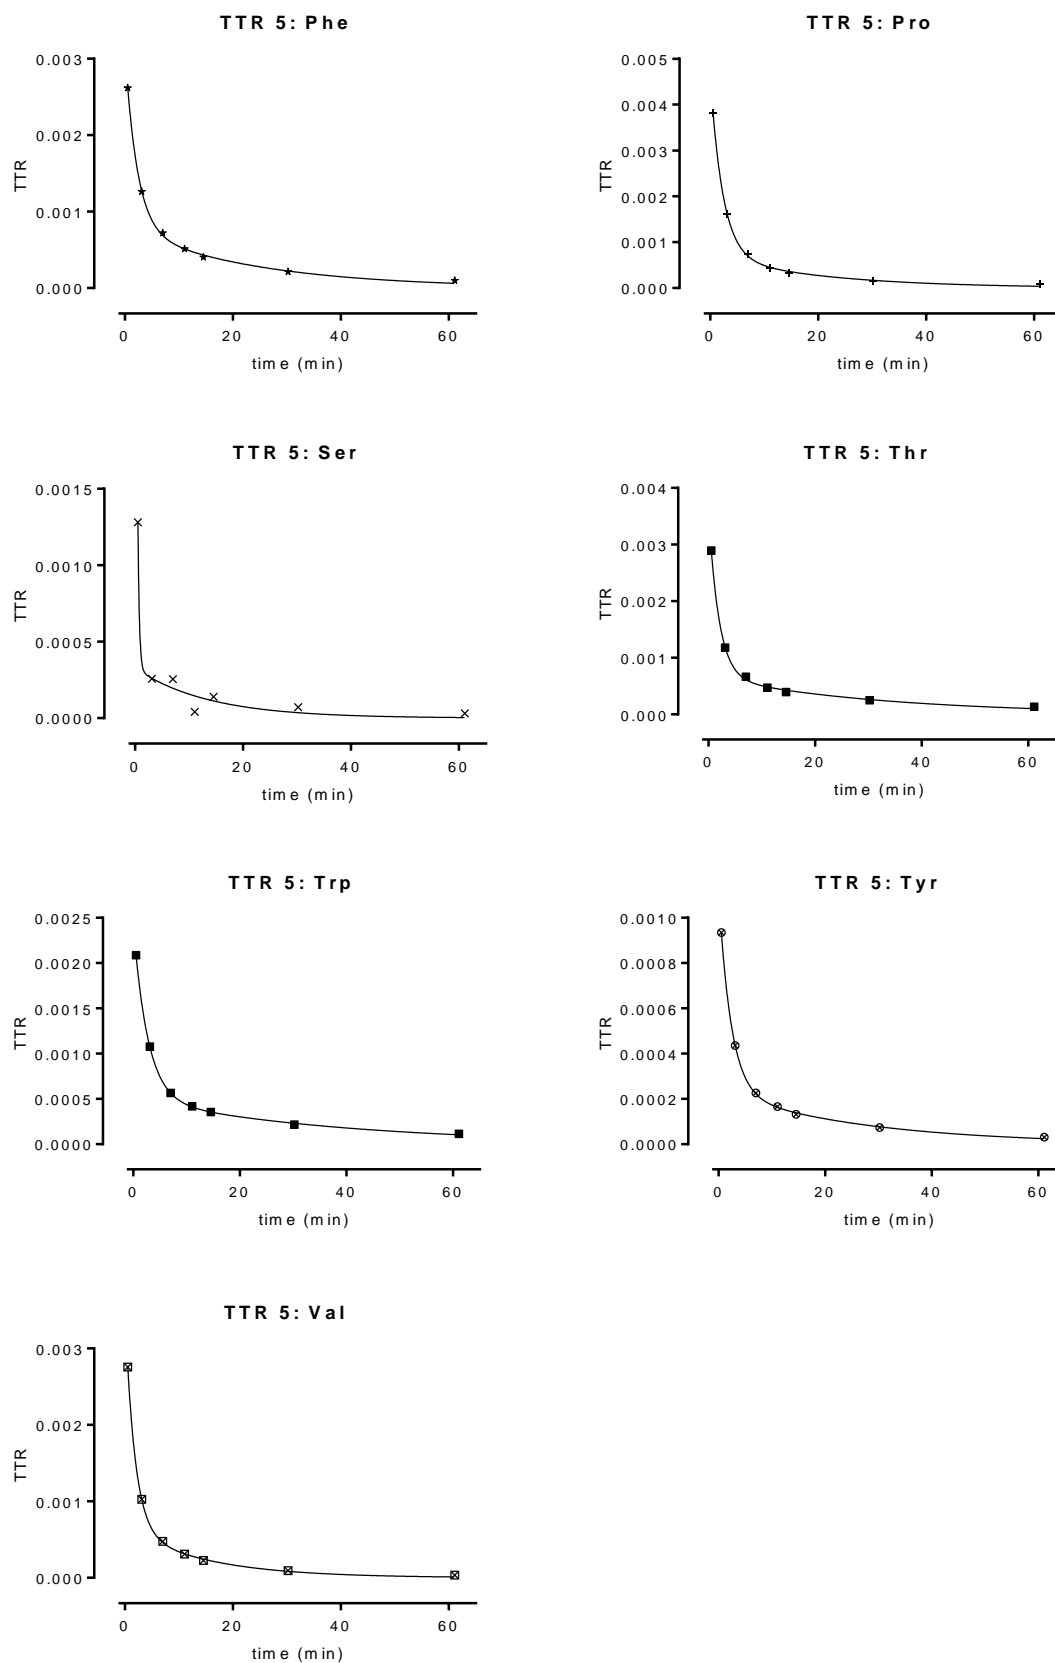 TTR 5: Phe
0.003
0.002
0.001
0.000
TTR
0 20 40 60
time (min)
TTR 5: Pro
0.005
0.004
0.003
0.002
0.001
0.000
TTR
0 20 40 60
time (min)
TTR 5: Ser
0.0015
0.0010
0.0005
0.0000
TTR
0 20 40 60
time (min)
TTR 5: Thr
0.004
0.003
0.002
0.001
0.000
TTR
0 20 40 60
time (min)
TTR 5: Trp
0.0025
0.0020
0.0015
0.0010
0.0005
0.0000
TTR
0 20 40 60
time (min)
TTR 5: Tyr
0.0010
0.0008
0.0006
0.0004
0.0002
0.0000
TTR
0 20 40 60
time (min)
TTR 5: Val
0.003
0.002
0.001
0.000
TTR
0 20 40 60
time (min)